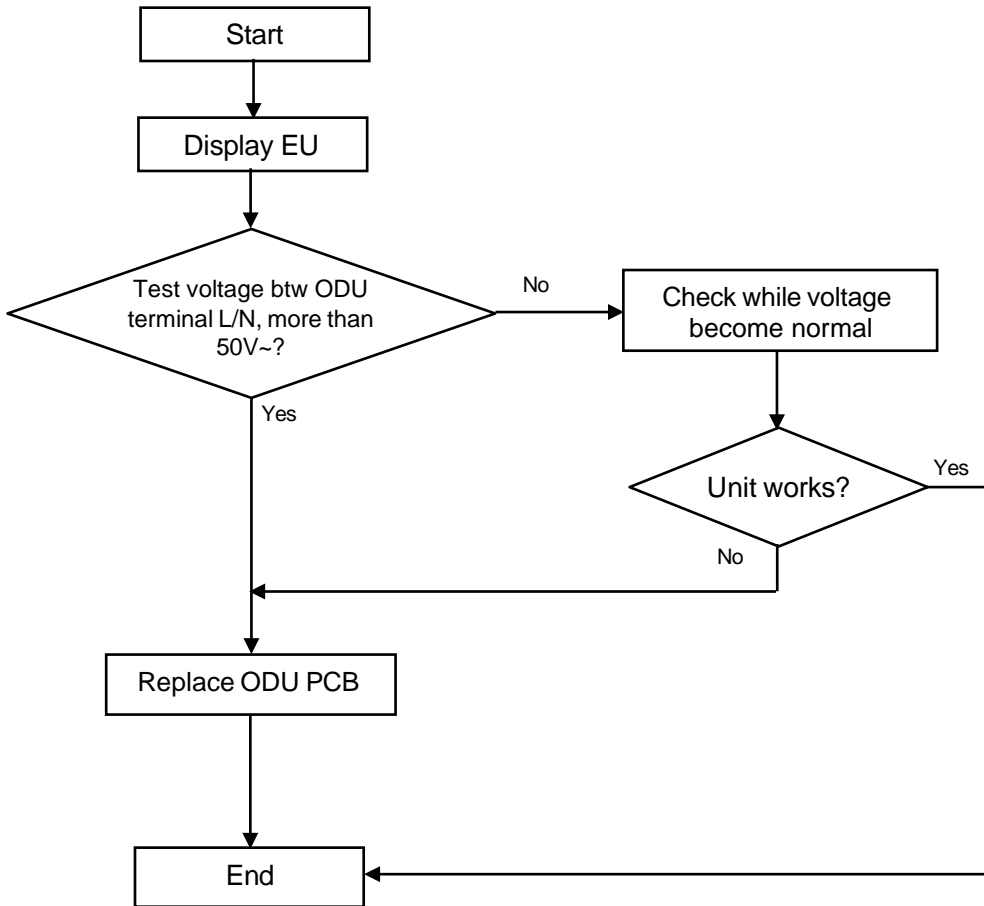 Start
Display EU
Test voltage btw ODU
terminal L/N, more than
50V~?
No
Check while voltage
become normal
Yes
Unit works?
Yes
No
Replace ODU PCB
End